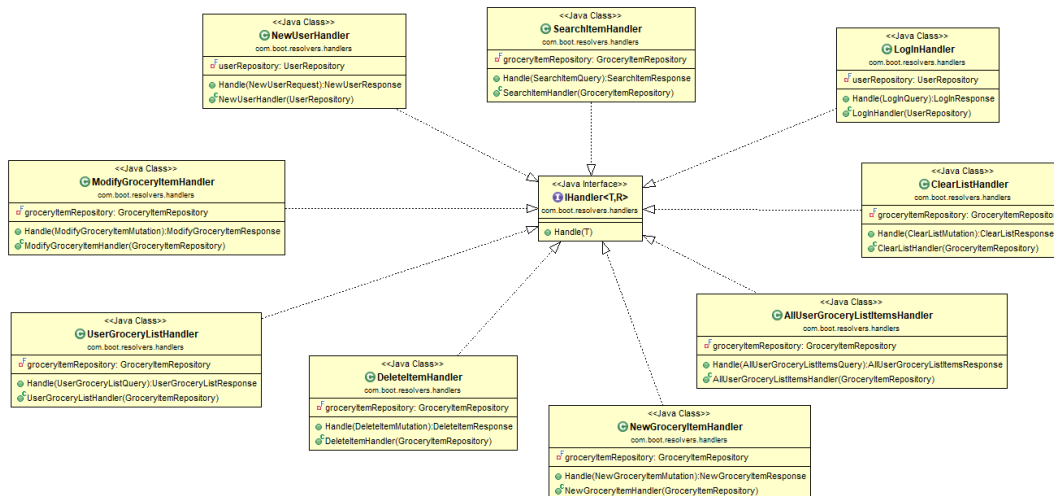 <<Java Class>>
NewUserHandler
com.boot.resolvers.handlers
userRepository: UserRepository
Handle(NewUserRequest):NewUserResponse
NewUserHandler(UserRepository)
<<Java Class>>
SearchItemHandler
com.boot.resolvers.handlers
groceryItemRepository: GroceryItemRepository
Handle(SearchItemQuery):SearchItemResponse
SearchItemHandler(GroceryItemRepository)
<<Java Class>>
LogInHandler
com.boot.resolvers.handlers
userRepository: UserRepository
Handle(LogInQuery):LogInResponse
LogInHandler(UserRepository)
<<Java Class>>
ModifyGroceryItemHandler
com.boot.resolvers.handlers
groceryItemRepository: GroceryItemRepository
Handle(ModifyGroceryItemMutation):ModifyGroceryItemResponse
ModifyGroceryItemHandler(GroceryItemRepository)
<<Java Interface>>
IHandler<T,R>
com.boot.resolvers.handlers
Handle(T)
<<Java Class>>
ClearListHandler
com.boot.resolvers.handlers
groceryItemRepository: GroceryItemRepository
Handle(ClearListMutation):ClearListResponse
ClearListHandler(GroceryItemRepository)
<<Java Class>>
UserGroceryListHandler
com.boot.resolvers.handlers
groceryItemRepository: GroceryItemRepository
Handle(UserGroceryListQuery):UserGroceryListResponse
UserGroceryListHandler(GroceryItemRepository)
<<Java Class>>
DeleteItemHandler
com.boot.resolvers.handlers
groceryItemRepository: GroceryItemRepository
Handle(DeleteItemMutation):DeleteItemResponse
DeleteItemHandler(GroceryItemRepository)
<<Java Class>>
AllUserGroceryListItemsHandler
com.boot.resolvers.handlers
groceryItemRepository: GroceryItemRepository
Handle(AllUserGroceryListItemsQuery):AllUserGroceryListItemsResponse
AllUserGroceryListItemsHandler(GroceryItemRepository)
<<Java Class>>
NewGroceryItemHandler
com.boot.resolvers.handlers
groceryItemRepository: GroceryItemRepository
Handle(NewGroceryItemMutation):NewGroceryItemResponse
NewGroceryItemHandler(GroceryItemRepository)